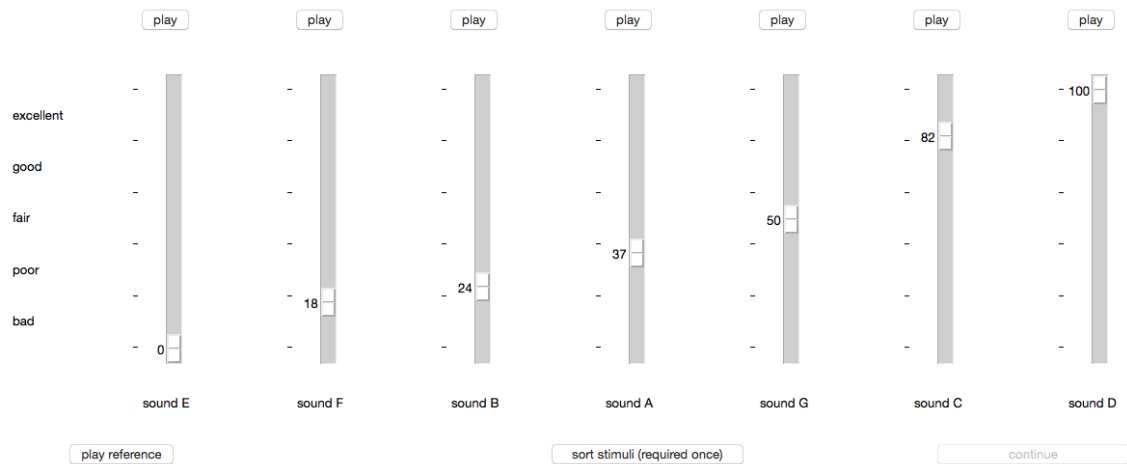 play play play play play play play
100
excellent
82
good
fair
50
37
poor
24
18
bad
0
sound E sound F sound B sound A sound G sound C sound D
play reference sort stimuli (required once) continue